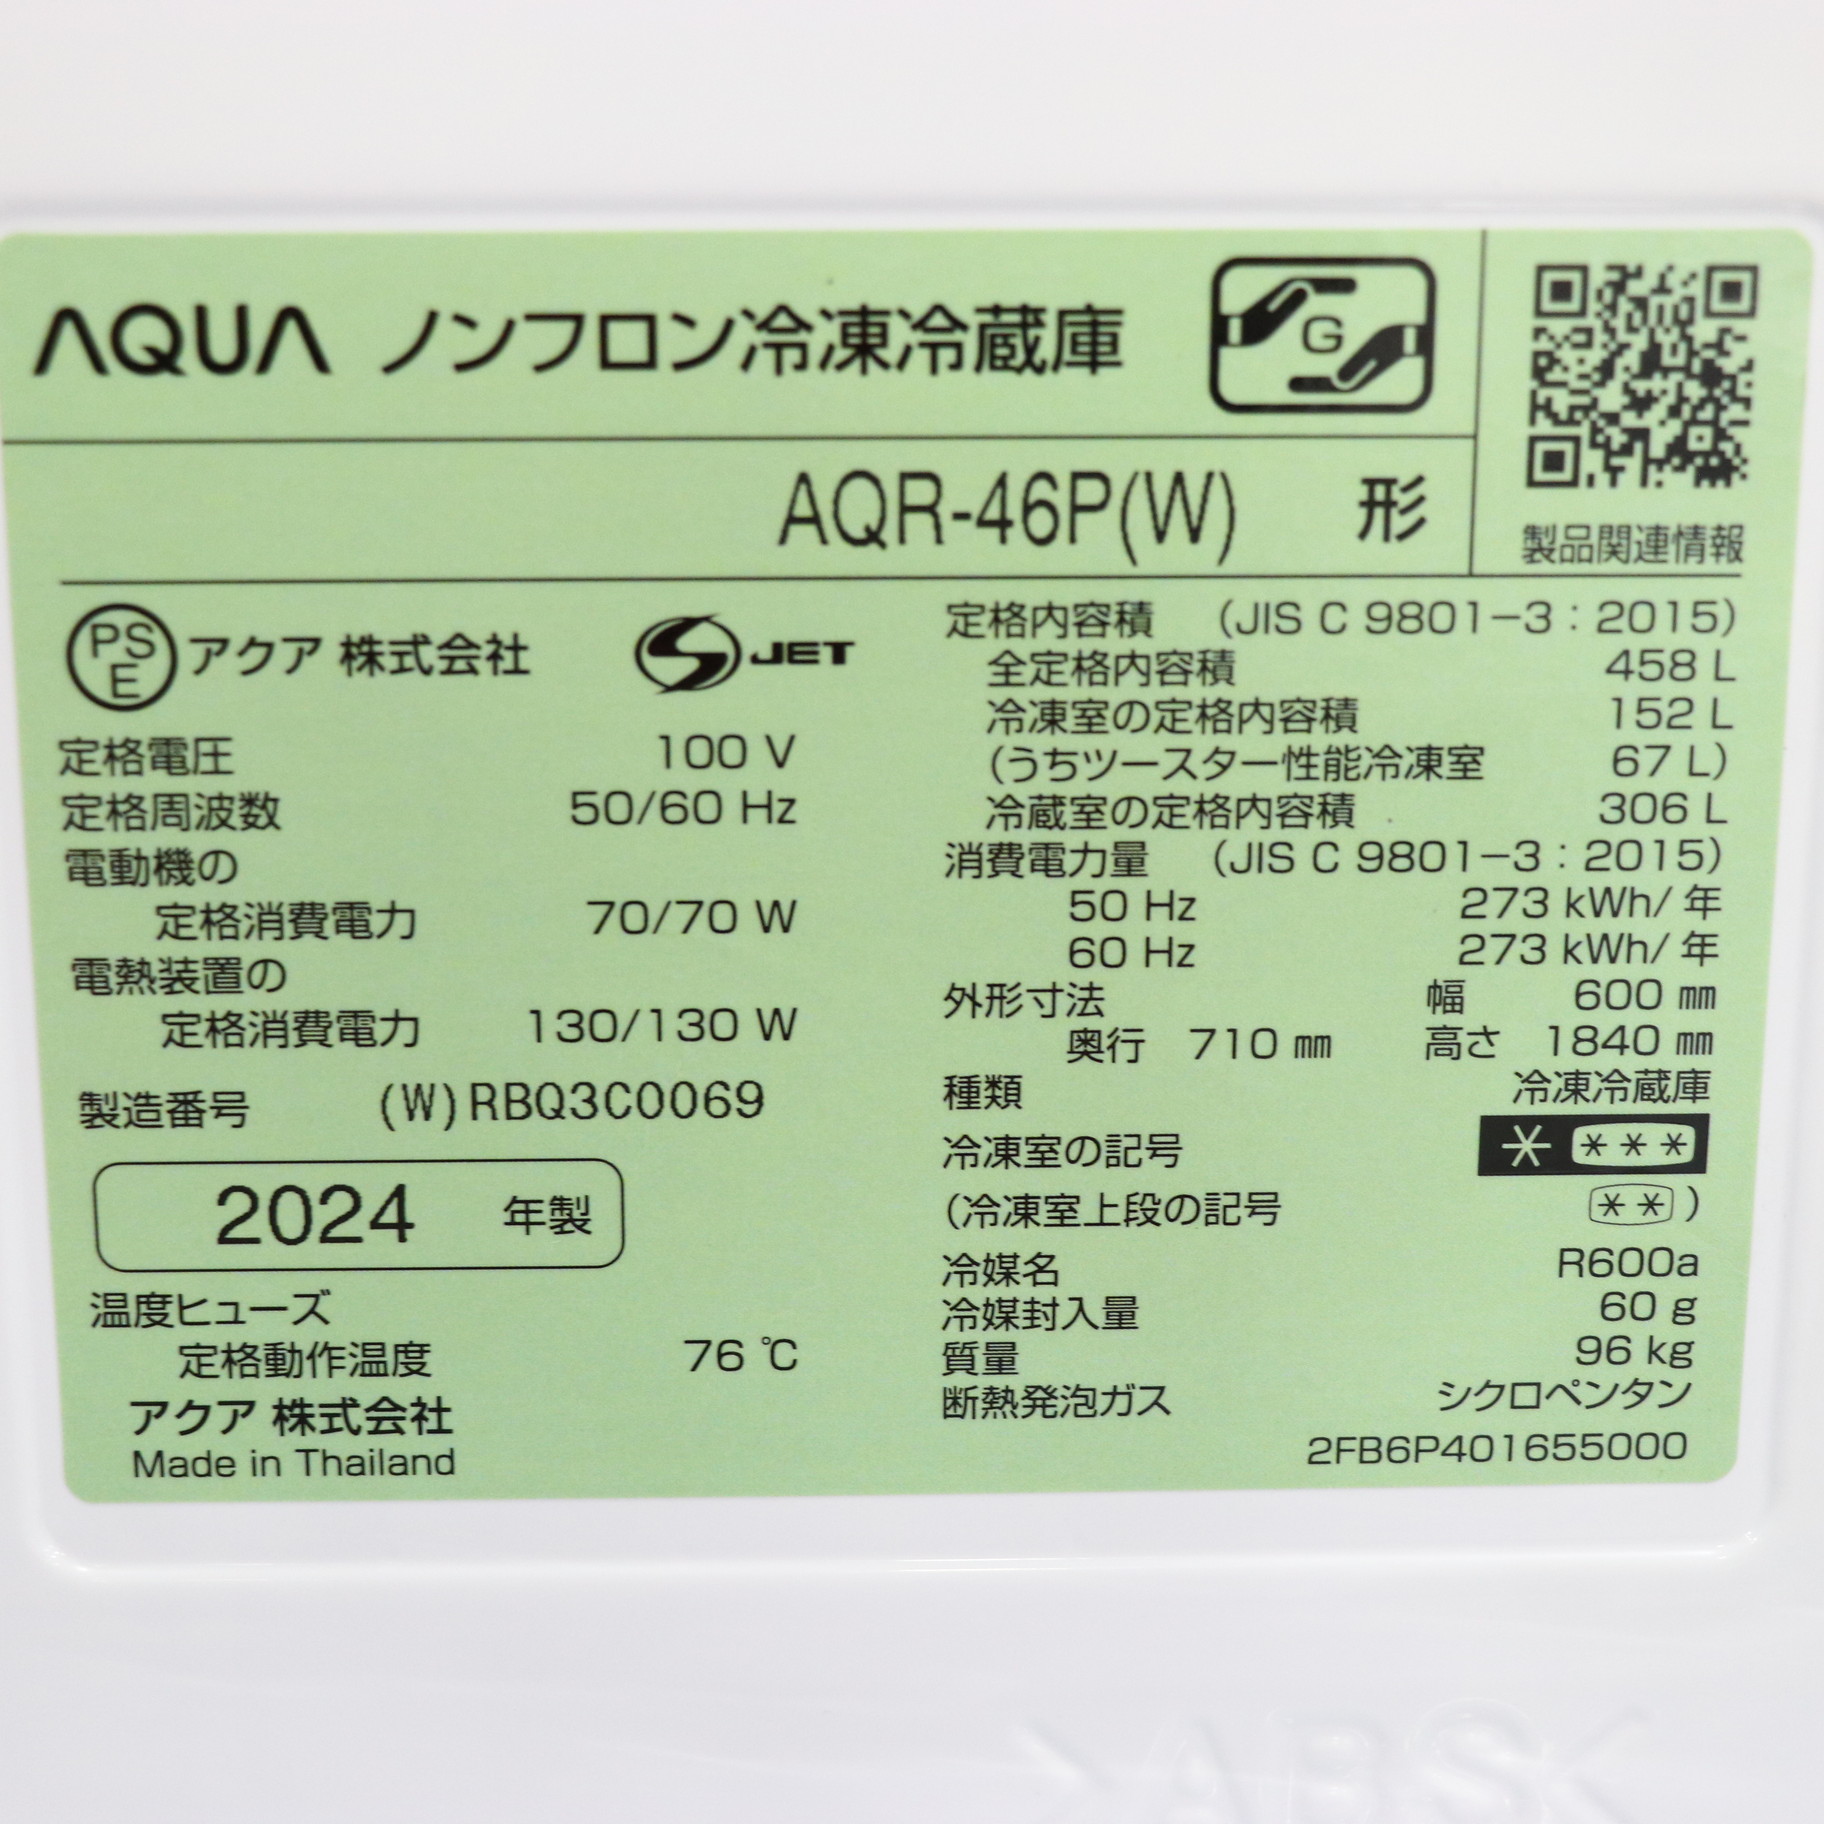 AQUA ノンフロン冷凍冷蔵庫
G
AQR-46P(W) 形
製品関連情報
PS
E
アクア 株式会社
S JET
定格電圧 100 V
定格周波数 50/60 Hz
電動機の
定格消費電力 70/70 W
電熱装置の
定格消費電力 130/130 W
製造番号 (W)RBQ3C0069
2024 年製
温度ヒューズ
定格動作温度 76 ℃
アクア 株式会社
Made in Thailand
定格内容積 (JIS C 9801-3:2015)
全定格内容積 458 L
冷凍室の定格内容積 152 L
(うちツースター性能冷凍室 67 L)
冷蔵室の定格内容積 306 L
消費電力量 (JIS C 9801-3:2015)
50 Hz 273 kWh/年
60 Hz 273 kWh/年
外形寸法 幅 600 ㎜
奥行 710 ㎜ 高さ 1840 ㎜
種類 冷凍冷蔵庫
冷凍室の記号 * ***
(冷凍室上段の記号 **)
冷媒名 R600a
冷媒封入量 60 g
質量 96 kg
断熱発泡ガス シクロペンタン
2FB6P401655000
>ABS<